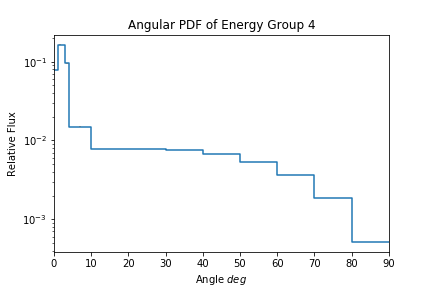 Angular PDF of Energy Group 4
Relative Flux
10⁻¹
10⁻²
10⁻³
0 10 20 30 40 50 60 70 80 90
Angle deg